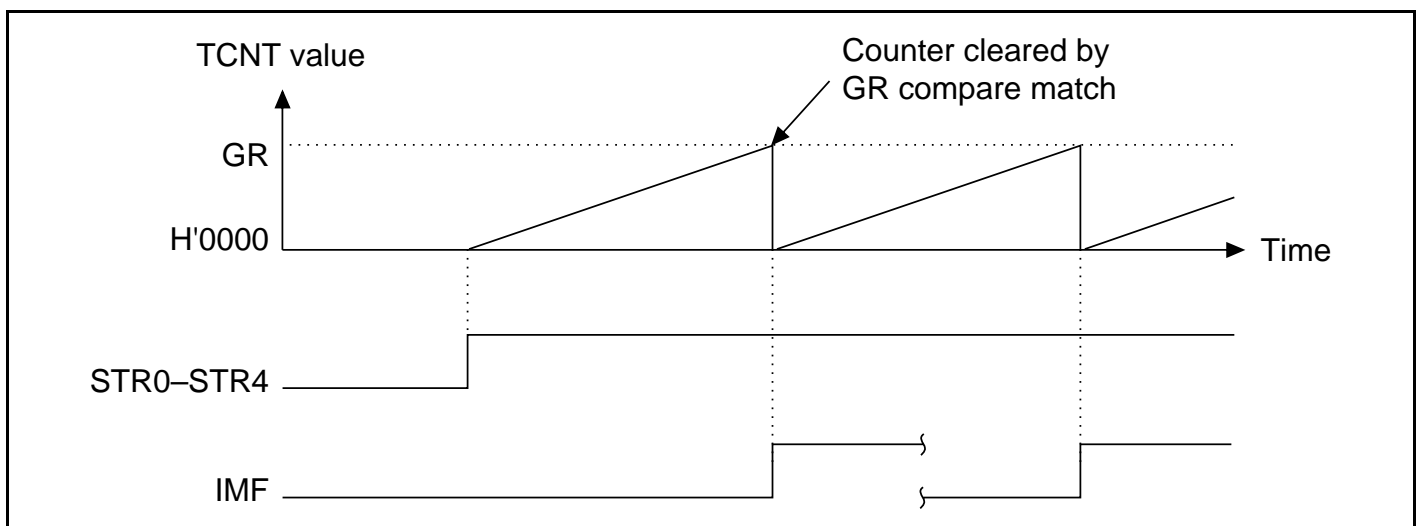 TCNT value
Counter cleared by
GR compare match
GR
H'0000
Time
STR0–STR4
IMF